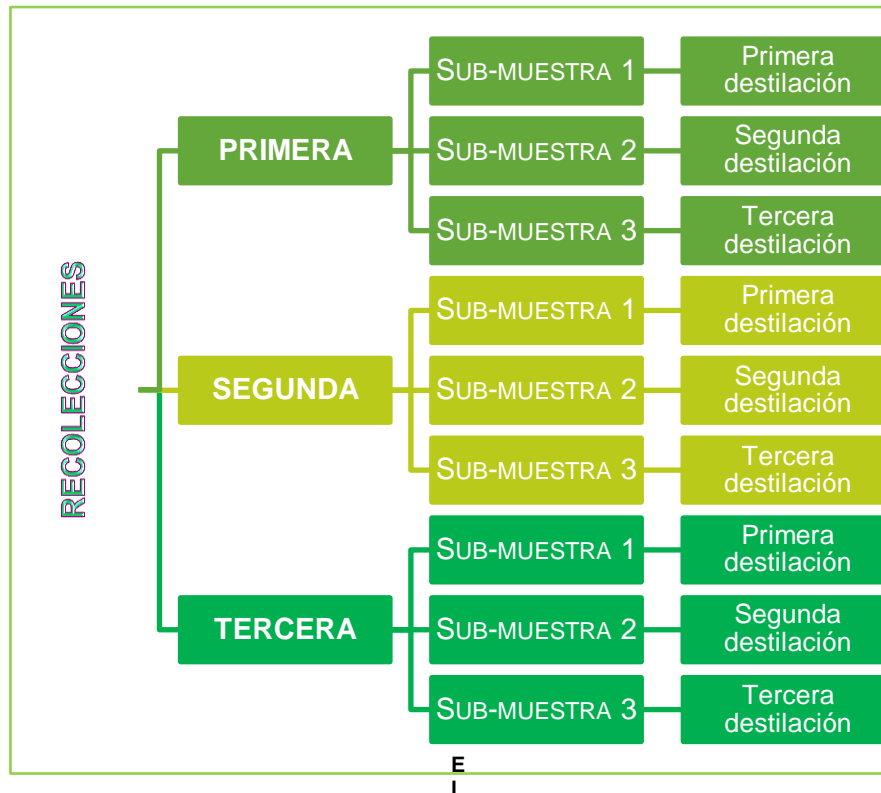 RECOLECCIONES
PRIMERA
SUB-MUESTRA 1
Primera
destilación
SUB-MUESTRA 2
Segunda
destilación
SUB-MUESTRA 3
Tercera
destilación
SEGUNDA
SUB-MUESTRA 1
Primera
destilación
SUB-MUESTRA 2
Segunda
destilación
SUB-MUESTRA 3
Tercera
destilación
TERCERA
SUB-MUESTRA 1
Primera
destilación
SUB-MUESTRA 2
Segunda
destilación
SUB-MUESTRA 3
Tercera
destilación
E